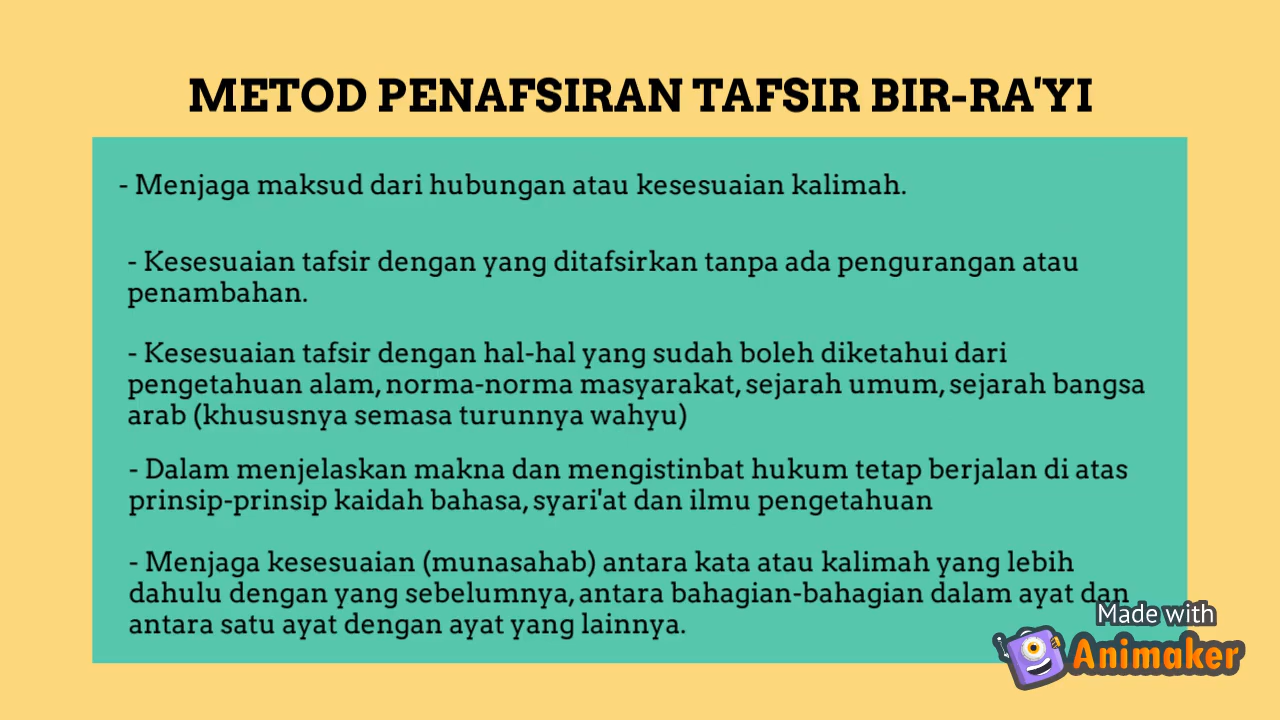 METOD PENAFSIRAN TAFSIR BIR-RA'YI
- Menjaga maksud dari hubungan atau kesesuaian kalimah.
- Kesesuaian tafsir dengan yang ditafsirkan tanpa ada pengurangan atau
penambahan.
- Kesesuaian tafsir dengan hal-hal yang sudah boleh diketahui dari
pengetahuan alam, norma-norma masyarakat, sejarah umum, sejarah bangsa
arab (khususnya semasa turunnya wahyu)
- Dalam menjelaskan makna dan mengistinbat hukum tetap berjalan di atas
prinsip-prinsip kaidah bahasa, syari'at dan ilmu pengetahuan
- Menjaga kesesuaian (munasahab) antara kata atau kalimah yang lebih
dahulu dengan yang sebelumnya, antara bahagian-bahagian dalam ayat dan
antara satu ayat dengan ayat yang lainnya.
Made with
Animaker